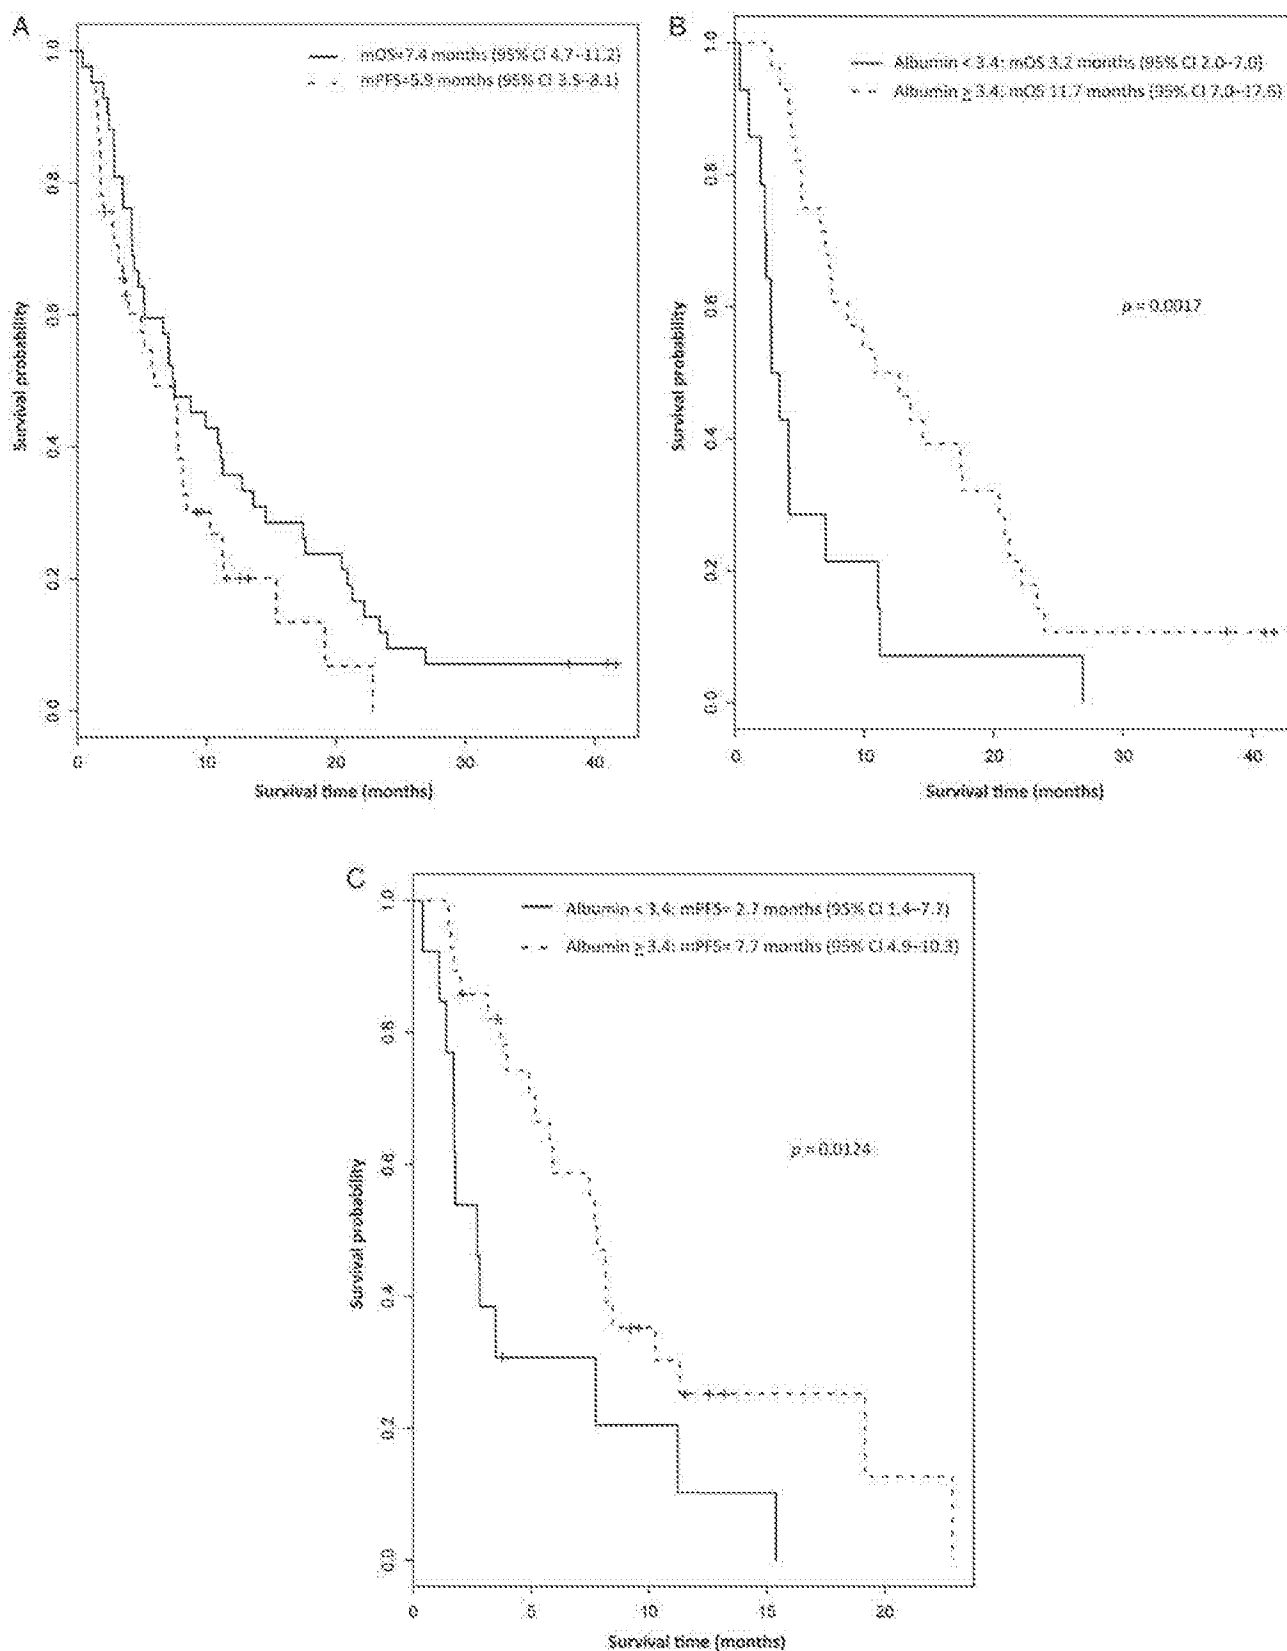 A
mOS=7.4 months (95% CI 4.7–11.2)
mPFS=5.9 months (95% CI 3.5–8.1)
1.0
0.8
0.6
0.4
0.2
0.0
Survival probability
0 10 20 30 40
Survival time (months)
B
Albumin < 3.4: mOS 3.2 months (95% CI 2.0–7.0)
Albumin ≥ 3.4: mOS 11.7 months (95% CI 7.0–17.6)
p = 0.0017
1.0
0.8
0.6
0.4
0.2
0.0
Survival probability
0 10 20 30 40
Survival time (months)
C
Albumin < 3.4: mPFS= 2.7 months (95% CI 1.4–7.7)
Albumin ≥ 3.4: mPFS= 7.7 months (95% CI 4.9–10.3)
p = 0.0124
1.0
0.8
0.6
0.4
0.2
0.0
Survival probability
0 5 10 15 20
Survival time (months)